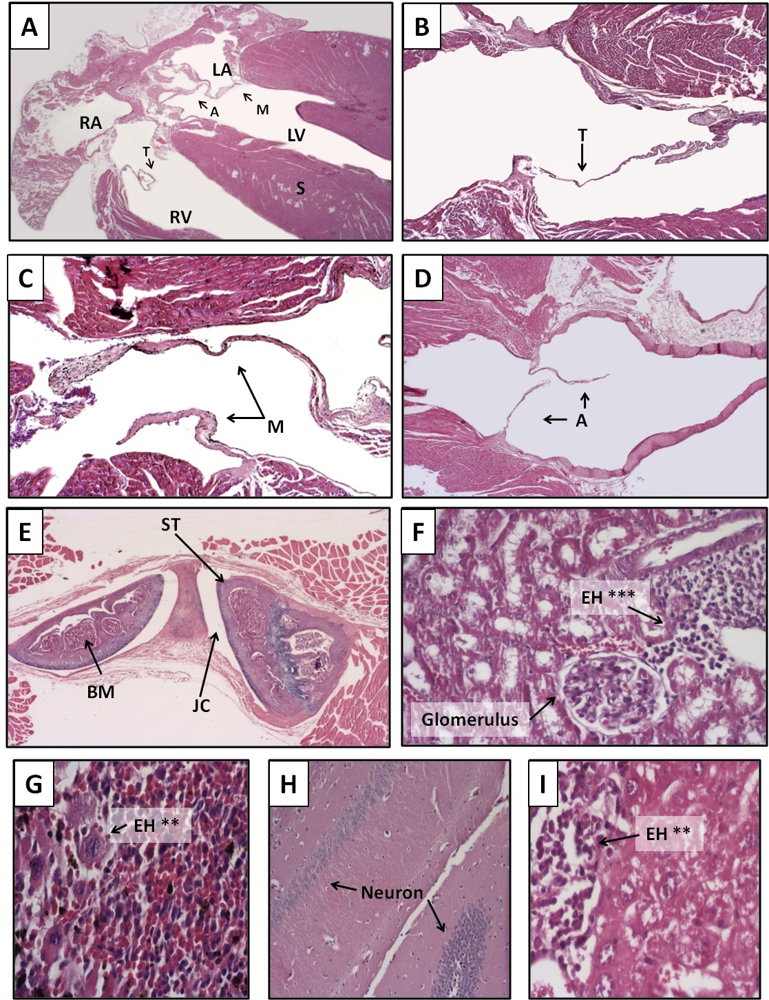 A
LA
A
M
RA
LV
T
S
RV
B
T
C
M
D
A
E
ST
BM
JC
F
EH ***
Glomerulus
G
EH **
H
Neuron
I
EH **